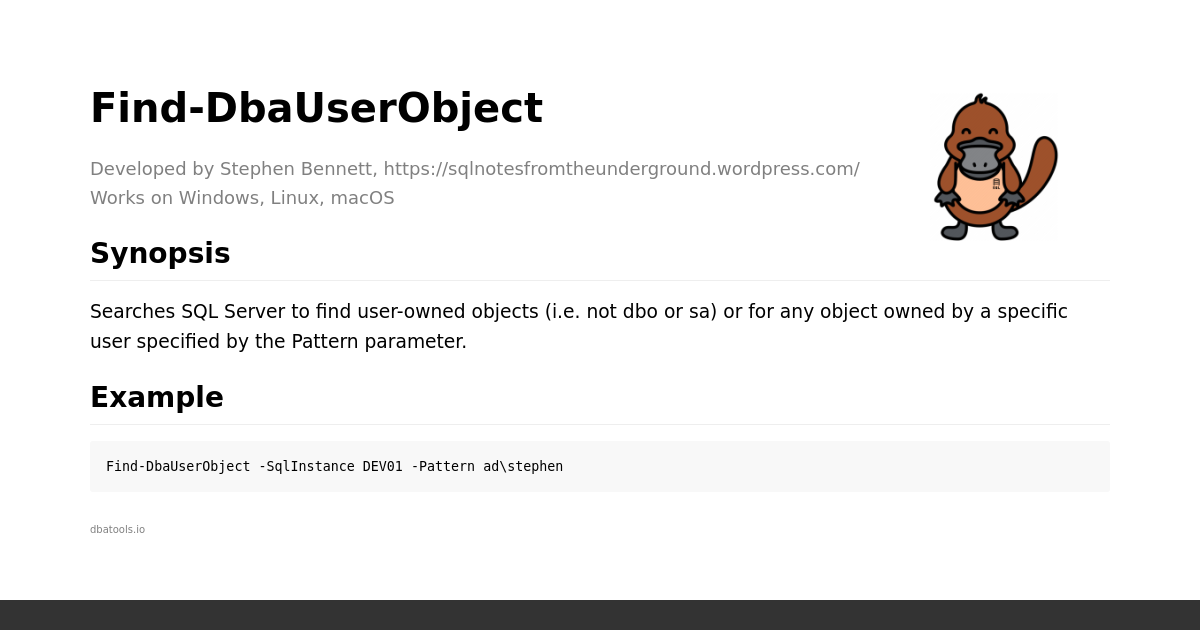 Find-DbaUserObject
Developed by Stephen Bennett, https://sqlnotesfromtheunderground.wordpress.com/
Works on Windows, Linux, macOS
Synopsis
Searches SQL Server to find user-owned objects (i.e. not dbo or sa) or for any object owned by a specific
user specified by the Pattern parameter.
Example
Find-DbaUserObject -SqlInstance DEV01 -Pattern ad\stephen
dbatools.io